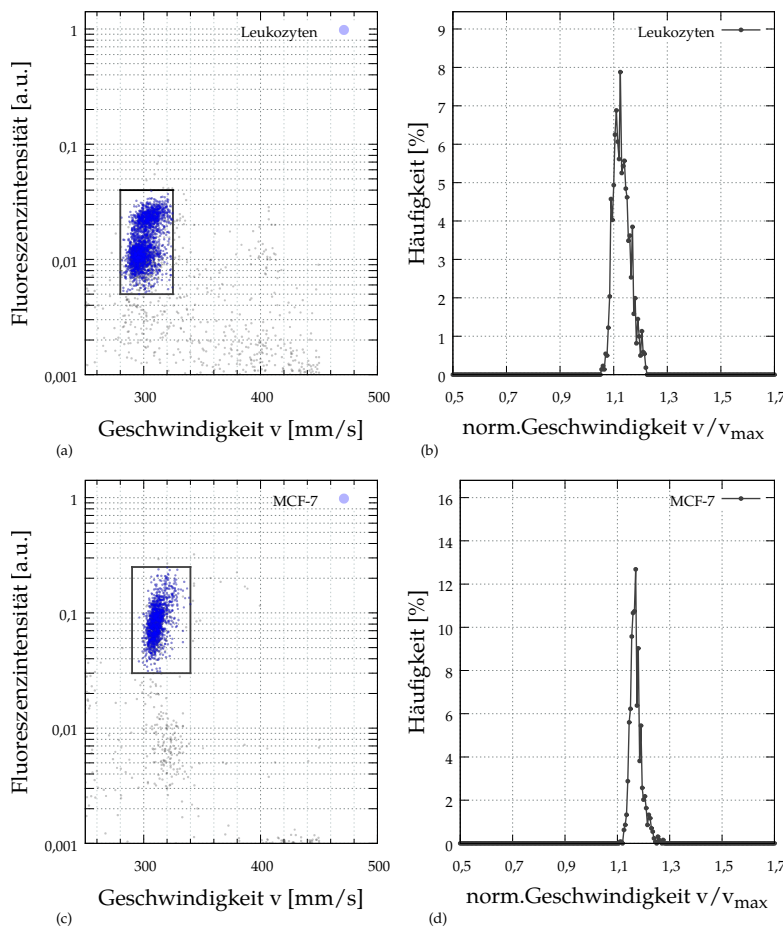 Fluoreszenzintensität [a.u.]
1
0,1
0,01
0,001
Leukozyten
300
400
500
Geschwindigkeit v [mm/s]
(a)
Häufigkeit [%]
9
8
7
6
5
4
3
2
1
0
Leukozyten
0,5 0,7 0,9 1,1 1,3 1,5 1,7
norm.Geschwindigkeit v/vmax
(b)
Fluoreszenzintensität [a.u.]
1
0,1
0,01
0,001
MCF-7
300
400
500
Geschwindigkeit v [mm/s]
(c)
Häufigkeit [%]
16
14
12
10
8
6
4
2
0
MCF-7
0,5 0,7 0,9 1,1 1,3 1,5 1,7
norm.Geschwindigkeit v/vmax
(d)